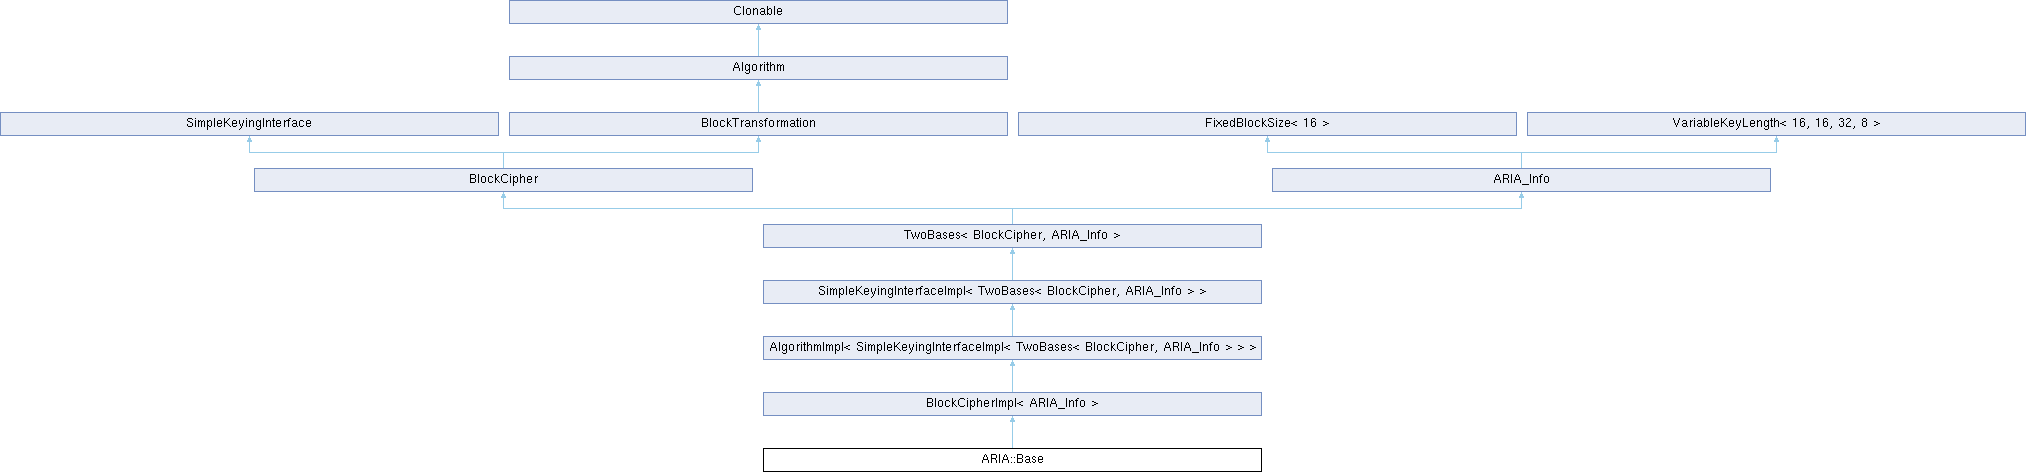 Clonable
Algorithm
SimpleKeyingInterface
BlockTransformation
FixedBlockSize< 16 >
VariableKeyLength< 16, 16, 32, 8 >
BlockCipher
ARIA_Info
TwoBases< BlockCipher, ARIA_Info >
SimpleKeyingInterfaceImpl< TwoBases< BlockCipher, ARIA_Info > >
AlgorithmImpl< SimpleKeyingInterfaceImpl< TwoBases< BlockCipher, ARIA_Info > > >
BlockCipherImpl< ARIA_Info >
ARIA::Base